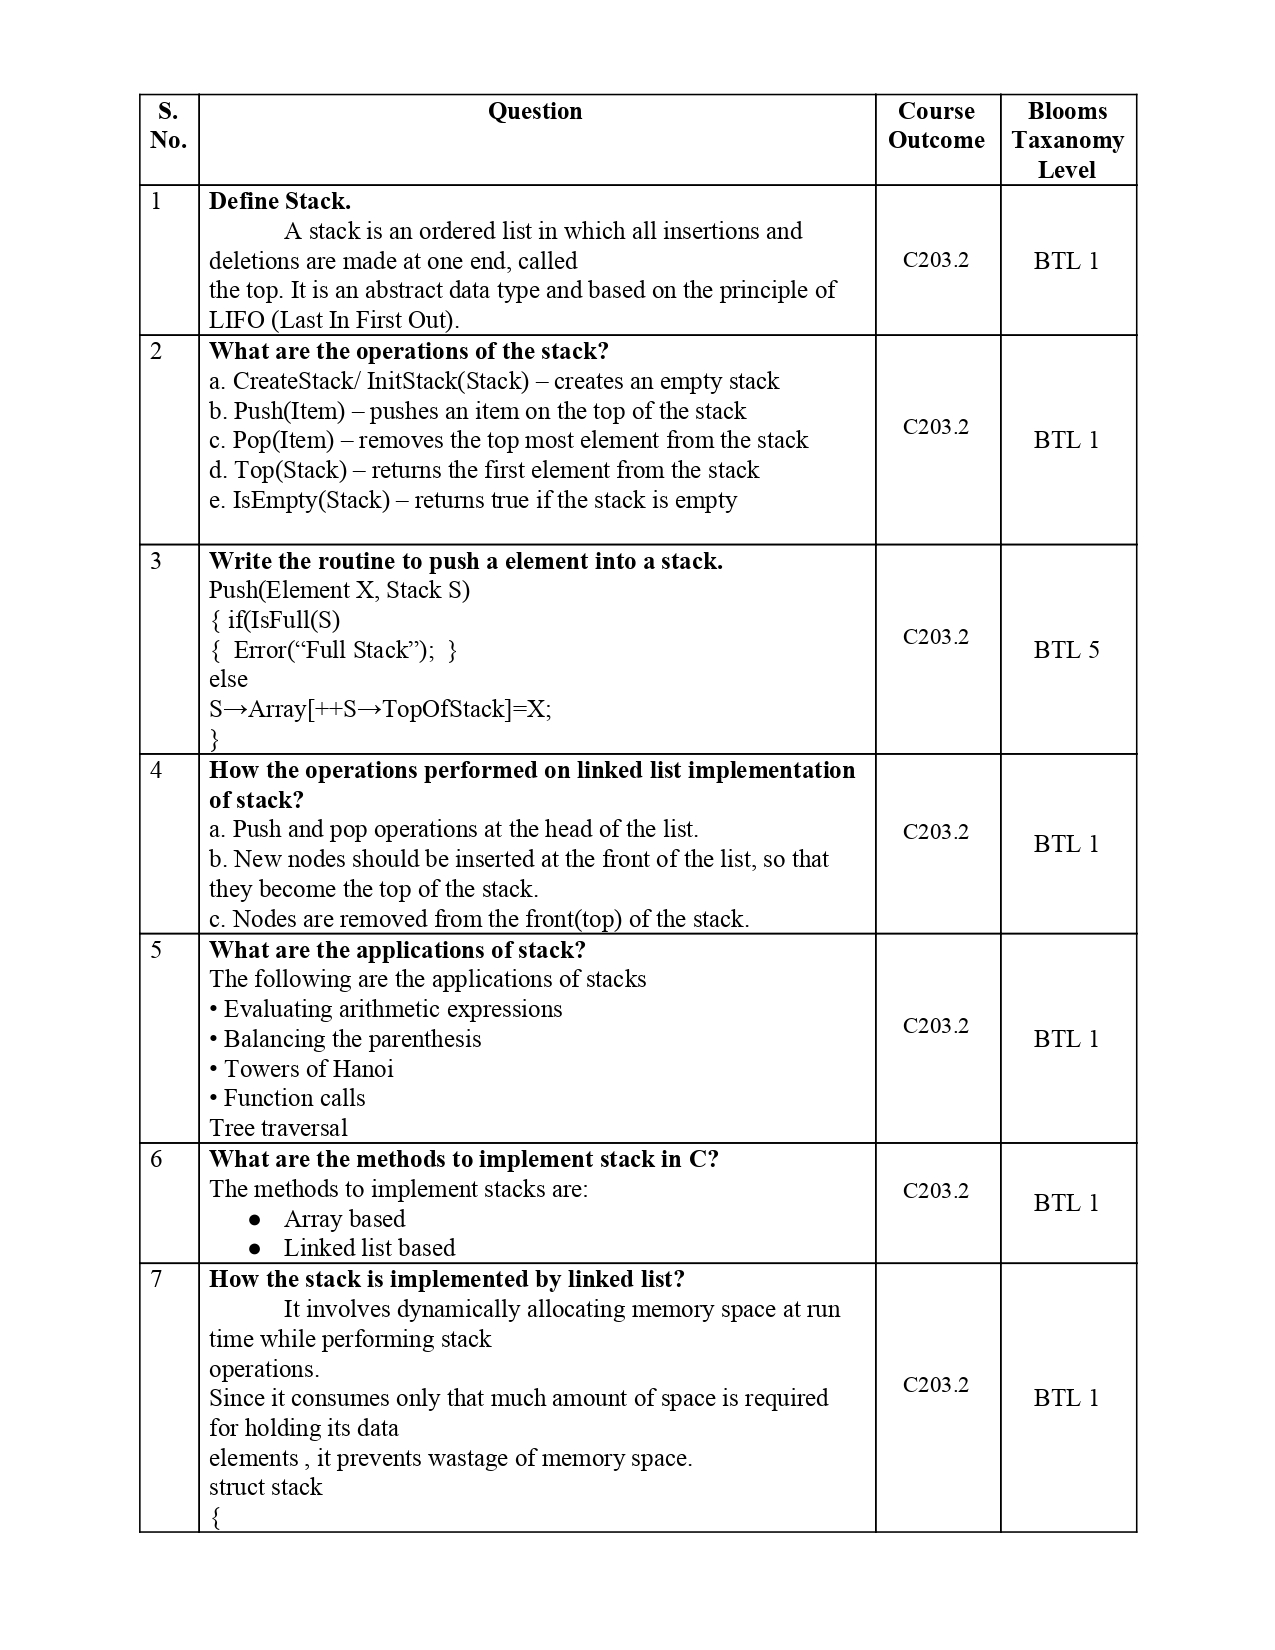 S. No. Question Course Outcome Blooms Taxanomy Level
1 Define Stack.
A stack is an ordered list in which all insertions and
deletions are made at one end, called
the top. It is an abstract data type and based on the principle of
LIFO (Last In First Out).
C203.2
BTL 1
2 What are the operations of the stack?
a. CreateStack/ InitStack(Stack) – creates an empty stack
b. Push(Item) – pushes an item on the top of the stack
c. Pop(Item) – removes the top most element from the stack
d. Top(Stack) – returns the first element from the stack
e. IsEmpty(Stack) – returns true if the stack is empty
C203.2
BTL 1
3 Write the routine to push a element into a stack.
Push(Element X, Stack S)
{ if(IsFull(S)
{ Error(“Full Stack”); }
else
S→Array[++S→TopOfStack]=X;
}
C203.2
BTL 5
4 How the operations performed on linked list implementation
of stack?
a. Push and pop operations at the head of the list.
b. New nodes should be inserted at the front of the list, so that
they become the top of the stack.
c. Nodes are removed from the front(top) of the stack.
C203.2
BTL 1
5 What are the applications of stack?
The following are the applications of stacks
• Evaluating arithmetic expressions
• Balancing the parenthesis
• Towers of Hanoi
• Function calls
Tree traversal
C203.2
BTL 1
6 What are the methods to implement stack in C?
The methods to implement stacks are:
● Array based
● Linked list based
C203.2
BTL 1
7 How the stack is implemented by linked list?
It involves dynamically allocating memory space at run
time while performing stack
operations.
Since it consumes only that much amount of space is required
for holding its data
elements , it prevents wastage of memory space.
struct stack
{
C203.2
BTL 1